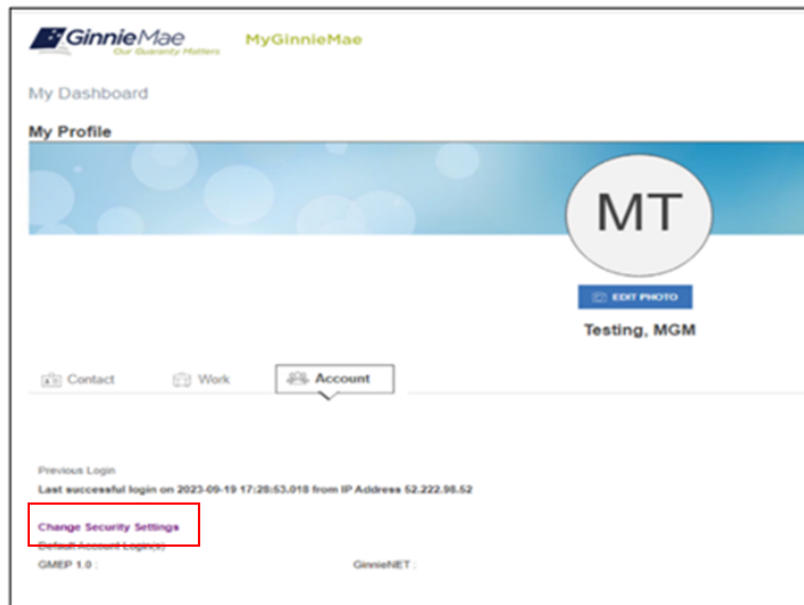 GinnieMae MyGinnieMae
Our Guaranty Matters
My Dashboard
My Profile
MT
EDIT PHOTO
Testing, MGM
Contact Work Account
Previous Login
Last successful login on 2023-09-19 17:28:53.018 from IP Address 52.222.98.52
Change Security Settings
Default Account Login(s)
GMEP 1.0 : GinnieNET :